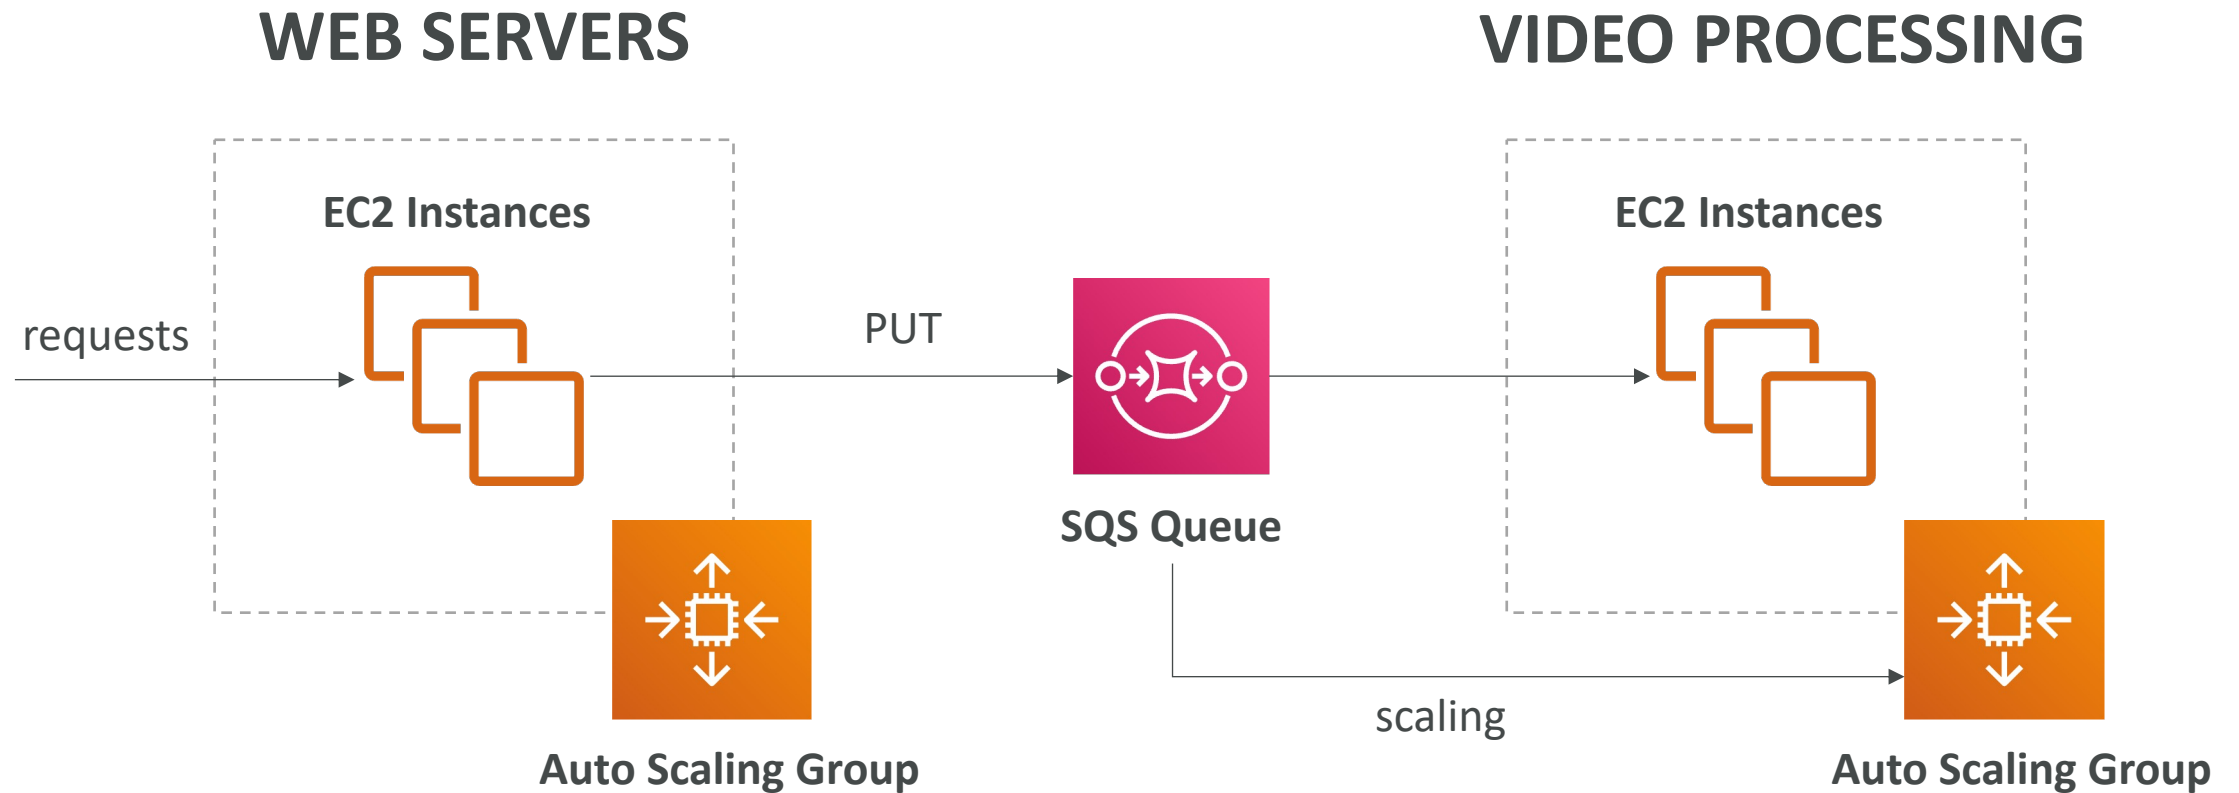 WEB SERVERS
VIDEO PROCESSING
EC2 Instances
EC2 Instances
requests
PUT
SQS Queue
scaling
Auto Scaling Group
Auto Scaling Group